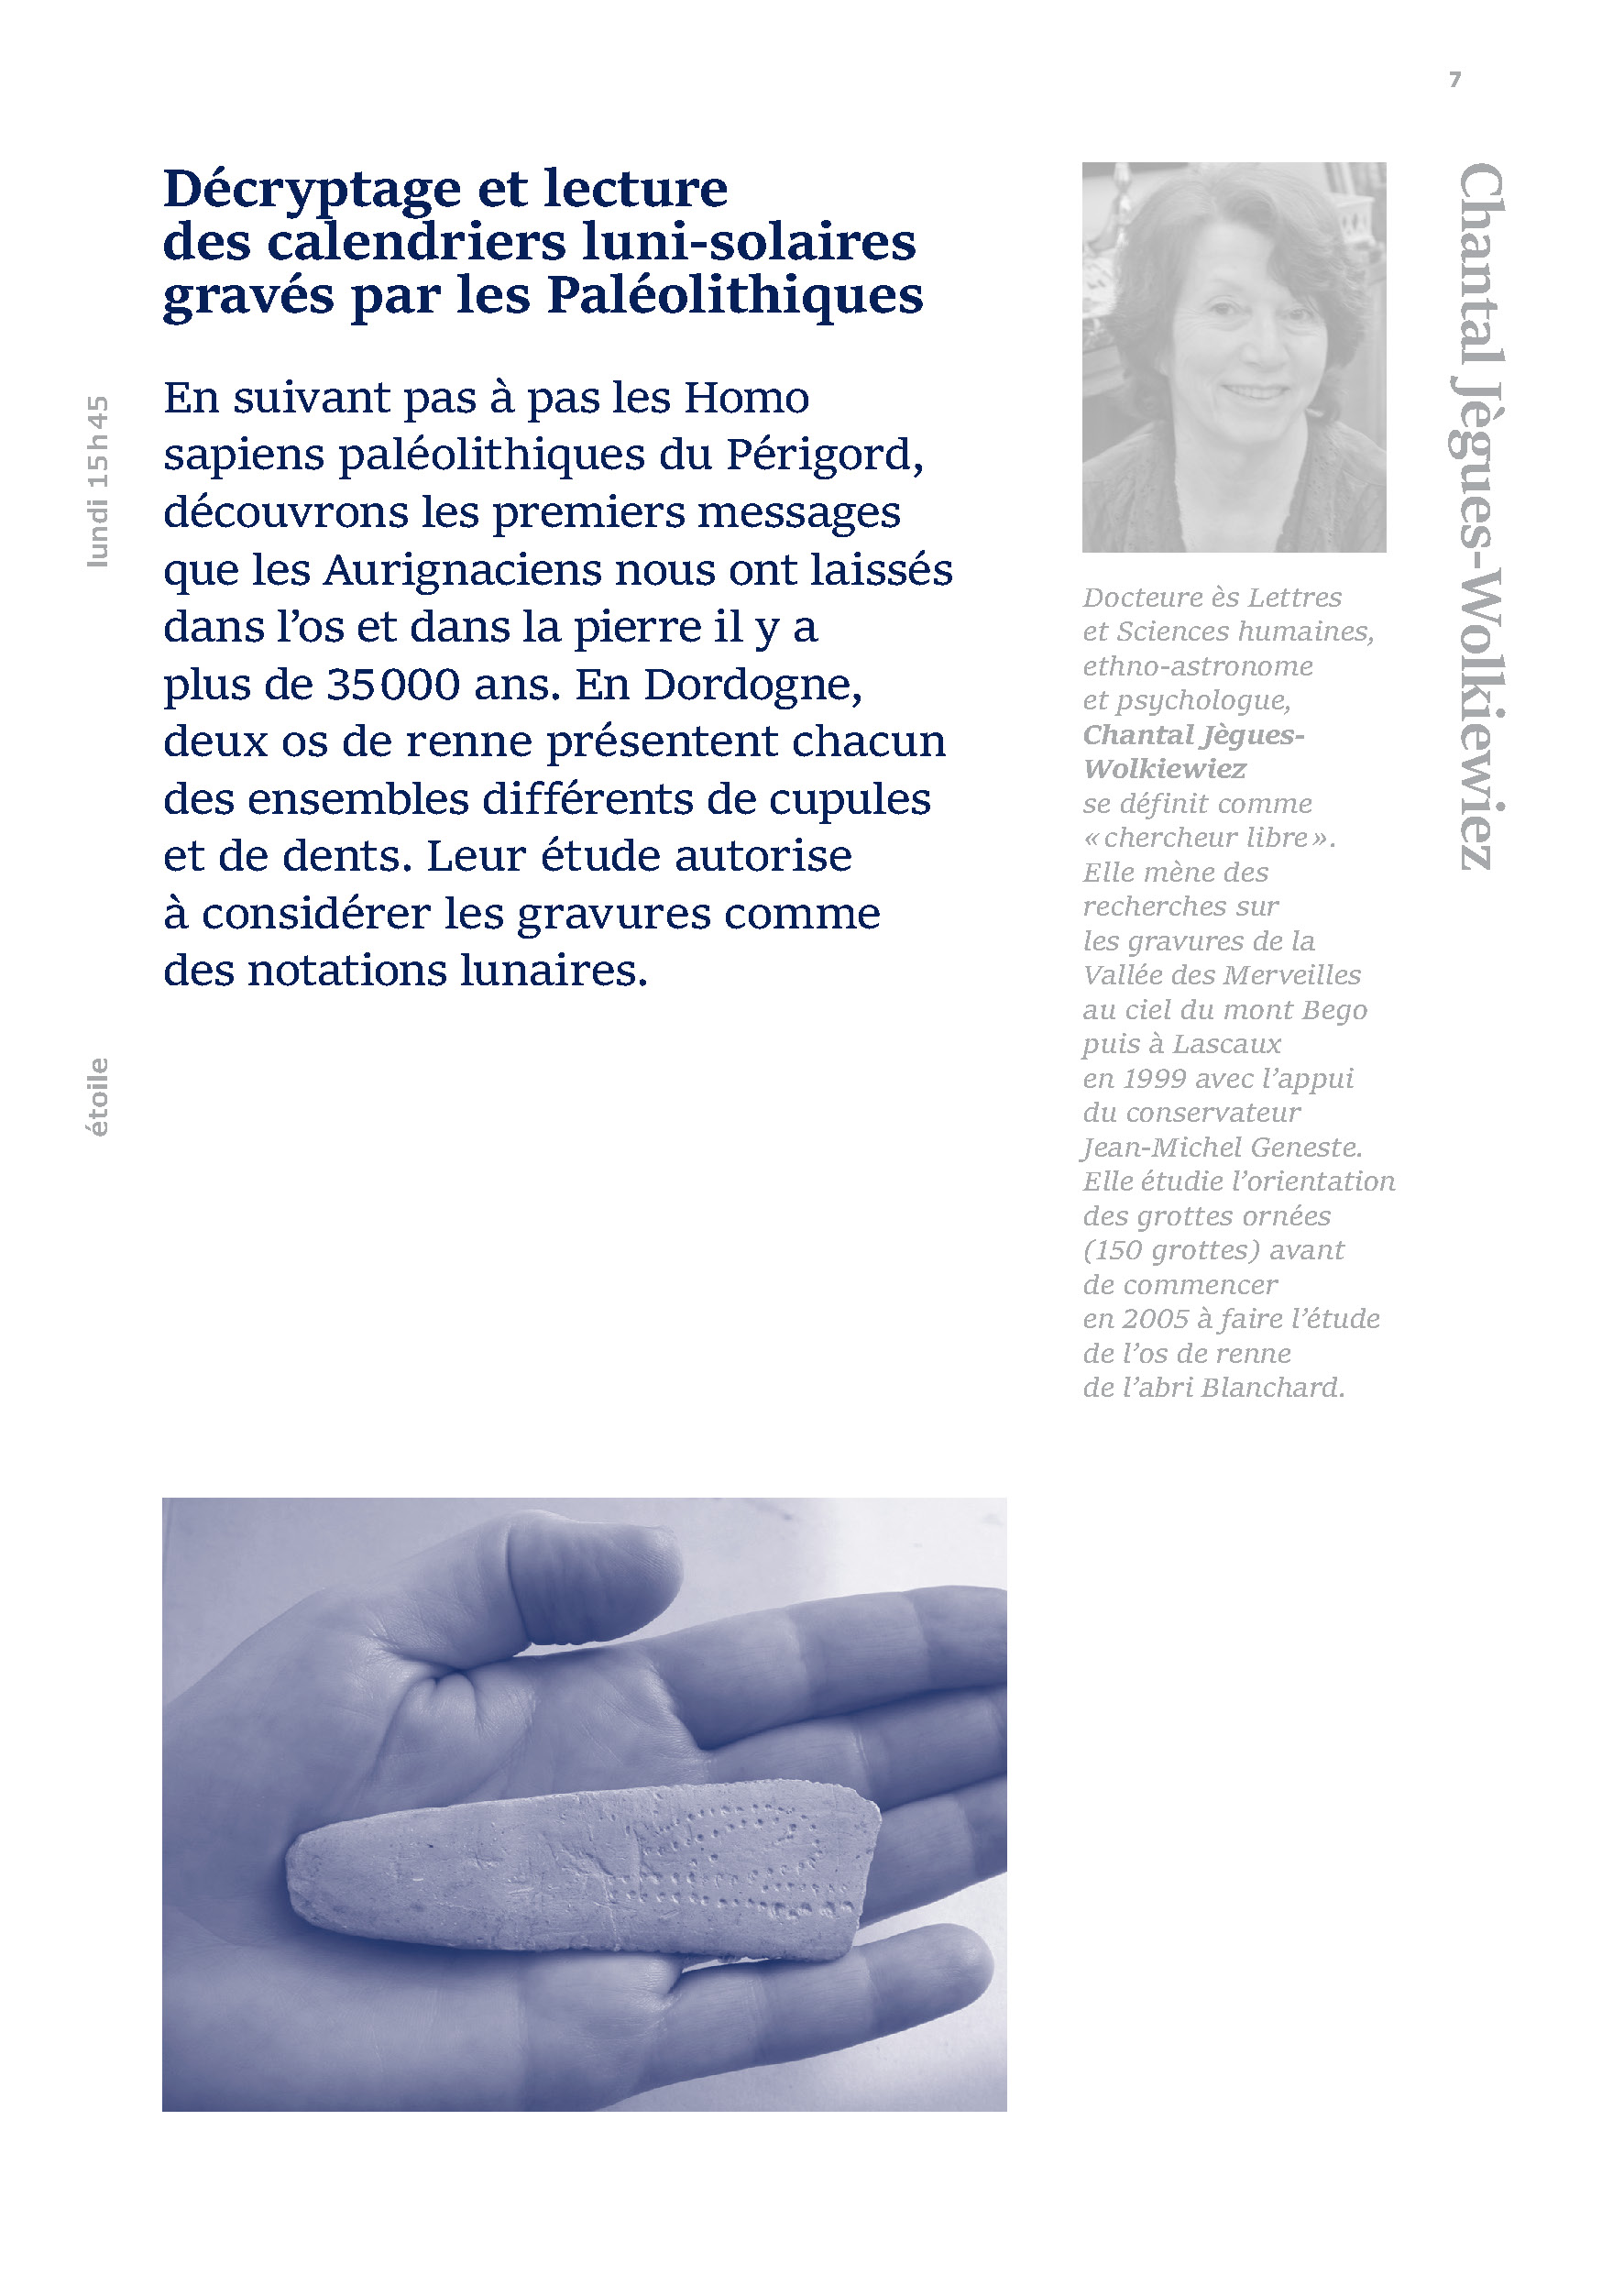 7
Décryptage et lecture
des calendriers luni-solaires
gravés par les Paléolithiques
En suivant pas à pas les Homo
sapiens paléolithiques du Périgord,
découvrons les premiers messages
que les Aurignaciens nous ont laissés
dans l’os et dans la pierre il y a
plus de 35 000 ans. En Dordogne,
deux os de renne présentent chacun
des ensembles différents de cupules
et de dents. Leur étude autorise
à considérer les gravures comme
des notations lunaires.
lundi 15 h 45
étoile
Chantal Jègues-Wolkiewiez
Docteure ès Lettres
et Sciences humaines,
ethno-astronome
et psychologue,
Chantal Jègues-
Wolkiewiez
se définit comme
« chercheur libre ».
Elle mène des
recherches sur
les gravures de la
Vallée des Merveilles
au ciel du mont Bego
puis à Lascaux
en 1999 avec l’appui
du conservateur
Jean-Michel Geneste.
Elle étudie l’orientation
des grottes ornées
(150 grottes) avant
de commencer
en 2005 à faire l’étude
de l’os de renne
de l’abri Blanchard.